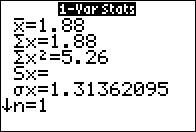 1-Var Stats
x̄=1.88
Σx=1.88
Σx²=5.26
Sx=
σx=1.31362095
↓n=1